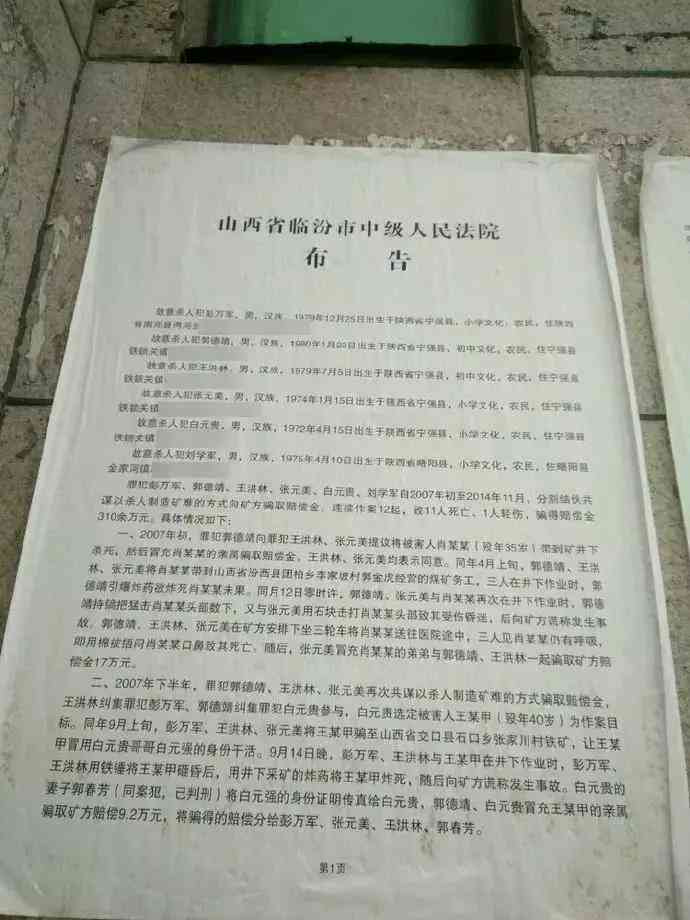 山西省临汾市中级人民法院
布 告
故意杀人犯彭万军，男，汉族，1979年12月25日出生于陕西省宁强县，小学文化，农民，住陕西
省南郑县
故意杀人犯郭德靖，男，汉族，1980年1月20日出生于陕西省宁强县，初中文化，农民，住宁强县
铁锁关镇
故意杀人犯王洪林，男，汉族，1979年7月5日出生于陕西省宁强县，初中文化，农民，住宁强县
铁锁关镇
故意杀人犯张元美，男，汉族，1974年1月15日出生于陕西省宁强县，小学文化，农民，住宁强县
铁锁关镇
故意杀人犯白元贵，男，汉族，1972年4月15日出生于陕西省宁强县，小学文化，农民，住宁强县
铁锁关镇
故意杀人犯刘学军，男，汉族，1975年4月10日出生于陕西省略阳县，小学文化，农民，住略阳县
金家河镇
罪犯彭万军、郭德靖、王洪林、张元美、白元贵、刘学军自2007年初至2014年11月，分别结伙共
谋以杀人制造矿难的方式向矿方骗取赔偿金，连续作案12起，致11人死亡、1人轻伤，骗得赔偿金
310余万元。具体情况如下：
一、2007年初，罪犯郭德靖向罪犯王洪林、张元美提议将被害人肖某某（殁年35岁）带到矿井下
杀死，然后冒充肖某某的亲属骗取赔偿金，王洪林、张元美均表示同意。同年4月上旬，郭德靖、王洪
林、张元美将肖某某带到山西省汾西县团柏乡李家坡村郭金虎经营的煤矿务工，三人在井下作业时，郭
德靖引爆炸药欲炸死肖某某未果。同月12日零时许，郭德靖、张元美与肖某某再次在井下作业时，郭德
靖持镐把猛击肖某某头部数下，又与张元美用石块击打肖某某头部致其受伤昏迷，后向矿方谎称发生事
故。郭德靖、王洪林、张元美在矿方安排下坐三轮车将肖某某送往医院途中，三人见肖某某仍有呼吸，
即用棉袄捂闷肖某某口鼻致其死亡。随后，张元美冒充肖某某的弟弟与郭德靖、王洪林一起骗取矿方赔
偿金17万元。
二、2007年下半年，罪犯郭德靖、王洪林、张元美再次共谋以杀人制造矿难的方式骗取赔偿金，
王洪林纠集罪犯彭万军、郭德靖纠集罪犯白元贵参与，白元贵选定被害人王某甲（殁年40岁）为作案目
标。同年9月上旬，彭万军、王洪林、张元美将王某甲骗至山西省交口县石口乡张家川村铁矿，让王某
甲冒用白元贵哥哥白元强的身份干活。9月14日晚，彭万军、王洪林与王某甲在井下作业时，彭万军、
王洪林用铁锤将王某甲砸昏后，用井下采矿的炸药将王某甲炸死，随后向矿方谎称发生事故。白元贵的
妻子郭春芳（同案犯，已判刑）将白元强的身份证明传真给白元贵，郭德靖、白元贵冒充王某甲的亲属
骗取矿方赔偿9.2万元，将骗得的赔偿分给彭万军、张元美、王洪林、郭春芳。
第1页